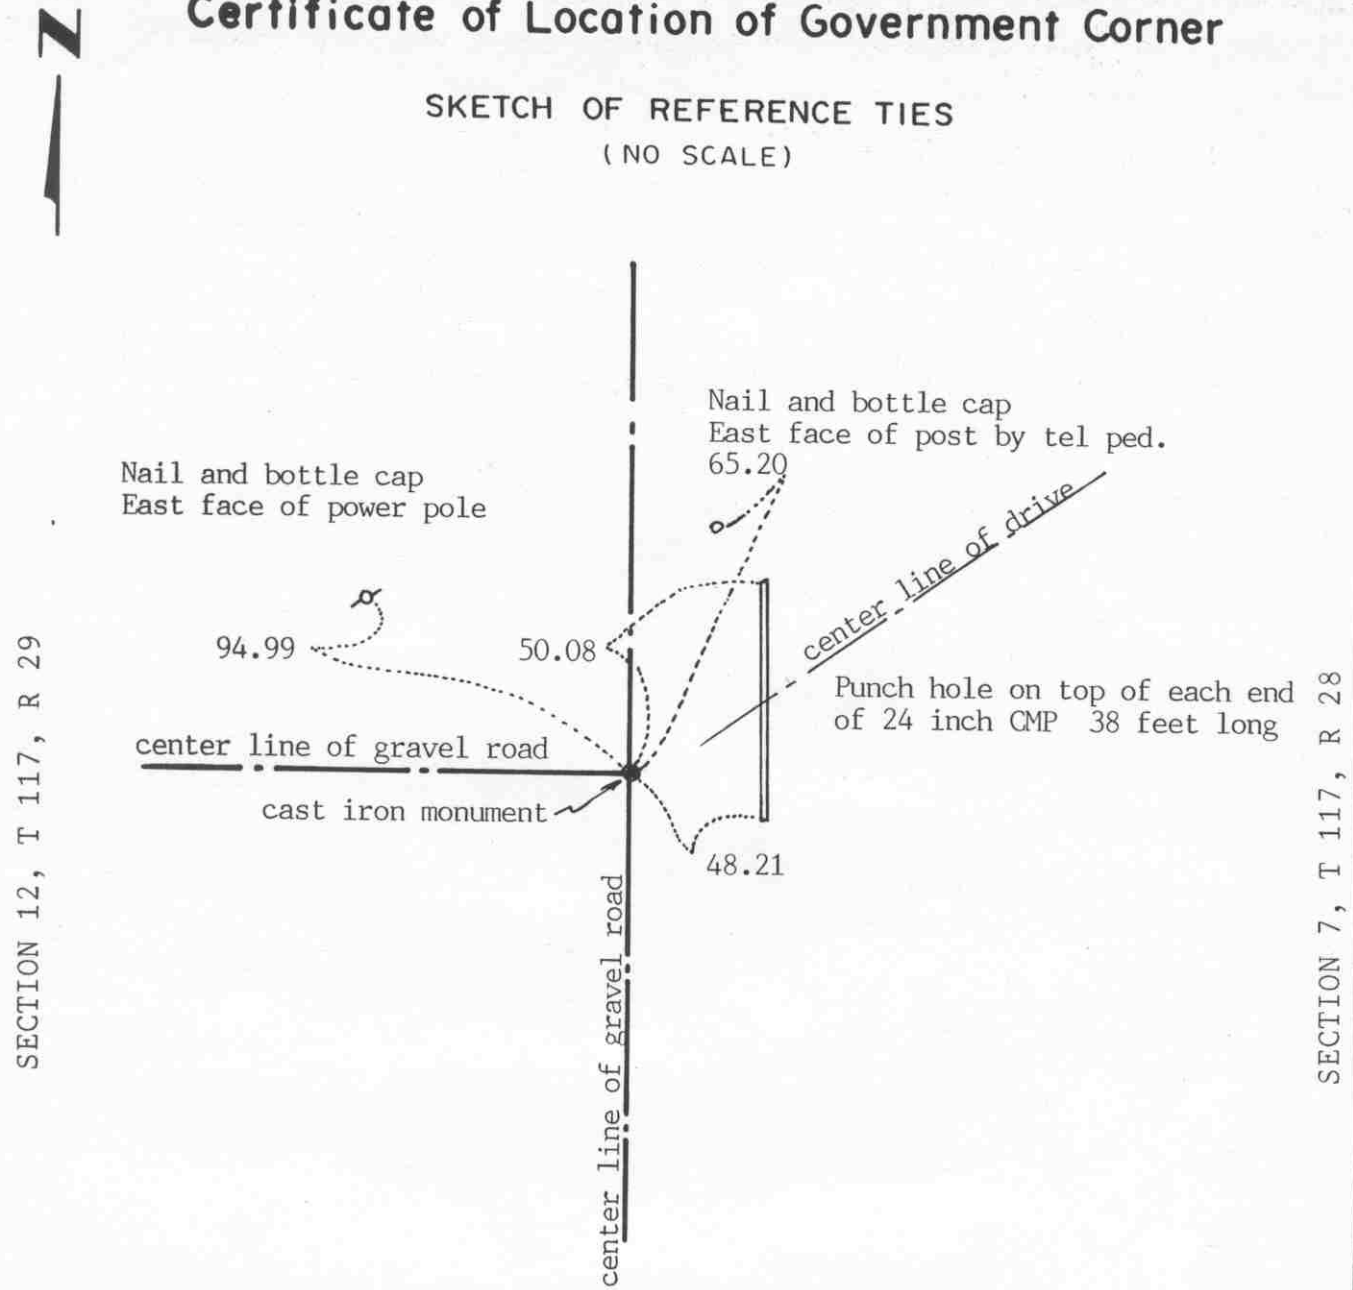 Certificate of Location of Government Corner
N
SKETCH OF REFERENCE TIES
(NO SCALE)
Nail and bottle cap
East face of post by tel ped.
65.20
Nail and bottle cap
East face of power pole
center line of drive
94.99
50.08
Punch hole on top of each end
of 24 inch CMP 38 feet long
center line of gravel road
cast iron monument
48.21
center line of gravel road
SECTION 12, T 117, R 29
SECTION 7, T 117, R 28